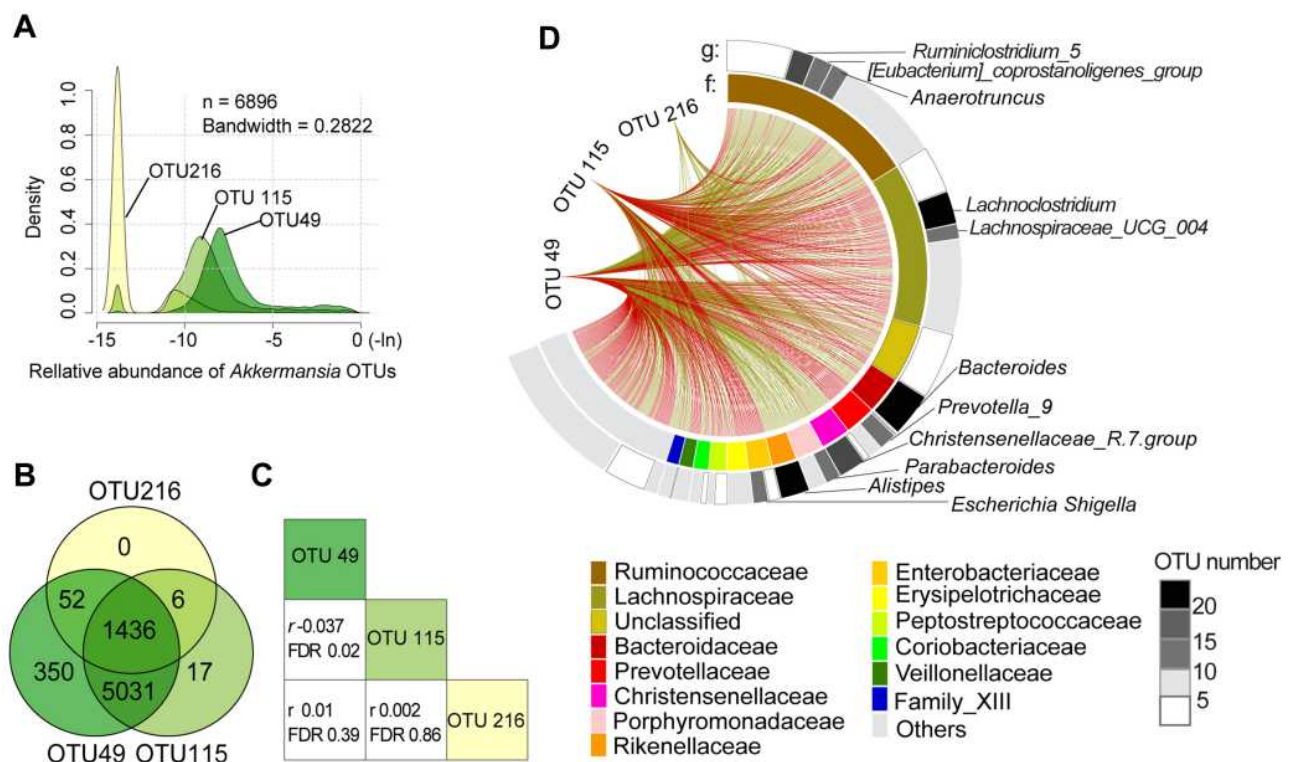 A
n = 6896
Bandwidth = 0.2822
OTU216
OTU 115
OTU49
Density
0.0 0.2 0.4 0.6 0.8 1.0
-15 -10 -5 0 (-ln)
Rellative abundance of Akkermansia OTUs
B
OTU216
0
52
6
1436
350
17
5031
OTU49 OTU115
C
OTU 49
r-0.037
FDR 0.02
OTU 115
r 0.01
FDR 0.39
r 0.002
FDR 0.86
OTU 216
D
g:
f:
OTU 216
OTU 115
OTU 49
Ruminiclostridium_5
[Eubacterium]_coprostanoligenes_group
Anaerotruncus
Lachnoclostridium
Lachnospiraceae_UCG_004
Bacteroides
Prevotella_9
Christensenellaceae_R.7.group
Parabacteroides
Alistipes
Escherichia Shigella
Ruminococcaceae
Lachnospiraceae
Unclassified
Bacteroidaceae
Prevotellaceae
Christensenellaceae
Porphyromonadaceae
Rikenellaceae
Enterobacteriaceae
Erysipelotrichaceae
Peptostreptococcaceae
Coriobacteriaceae
Veillonellaceae
Family_XIII
Others
OTU number
20
15
10
5